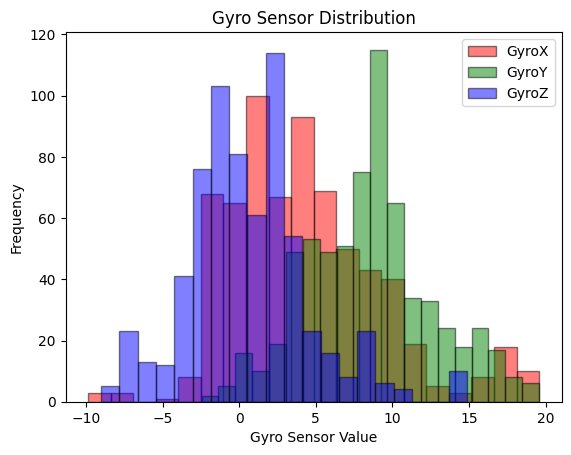 Gyro Sensor Distribution
GyroX
GyroY
GyroZ
Frequency
120
100
80
60
40
20
0
−10
−5
0
5
10
15
20
Gyro Sensor Value